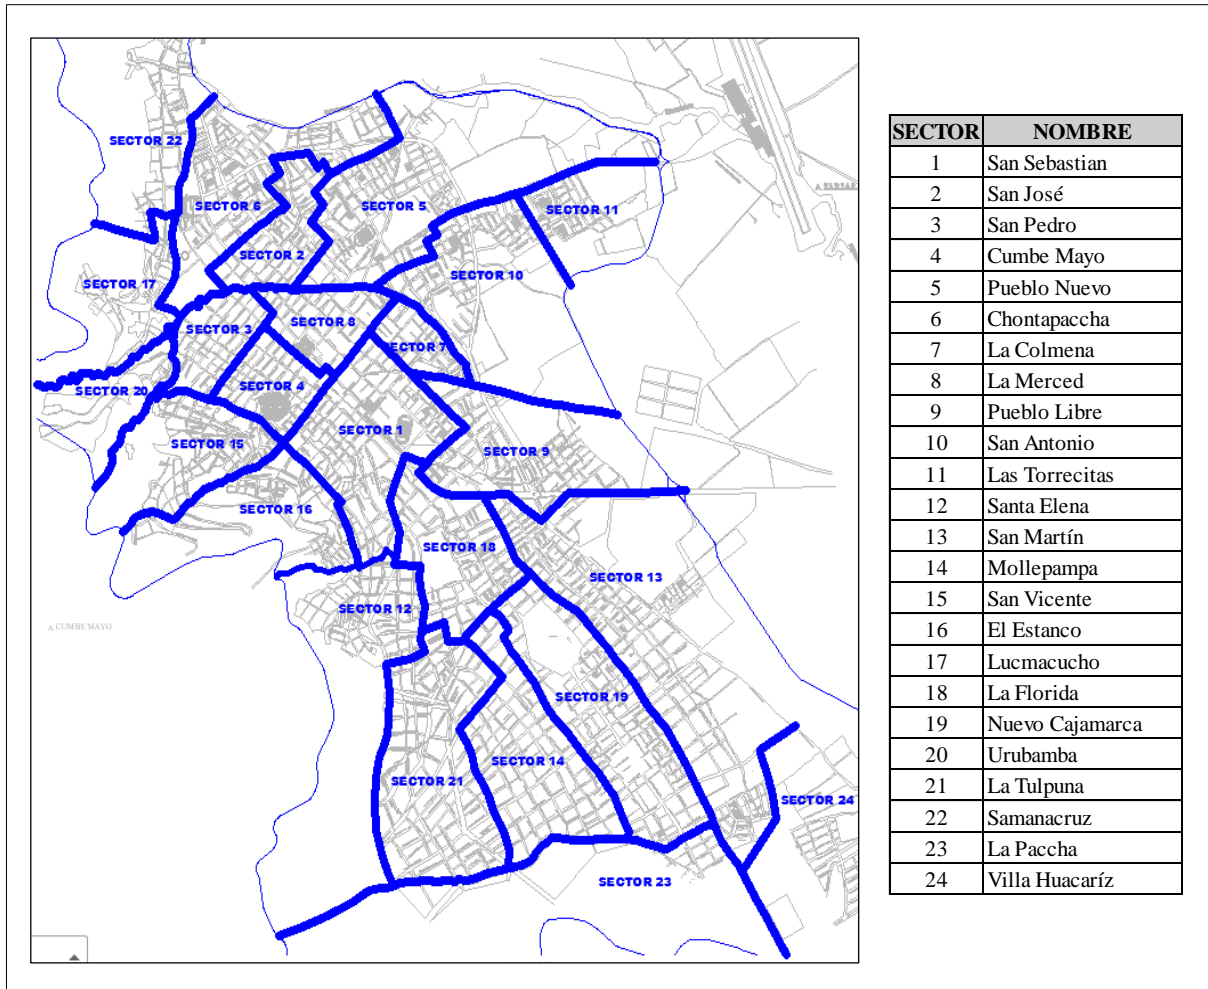 SECTOR 22
SECTOR 6
SECTOR 5
SECTOR 11
SECTOR 2
SECTOR 10
SECTOR 17
SECTOR 3
SECTOR 8
SECTOR 7
SECTOR 20
SECTOR 4
SECTOR 1
SECTOR 15
SECTOR 9
SECTOR 16
SECTOR 18
SECTOR 13
SECTOR 12
A CUMBE MAYO
SECTOR 19
SECTOR 14
SECTOR 21
SECTOR 24
SECTOR 23
SECTOR NOMBRE
1 San Sebastian
2 San José
3 San Pedro
4 Cumbe Mayo
5 Pueblo Nuevo
6 Chontapaccha
7 La Colmena
8 La Merced
9 Pueblo Libre
10 San Antonio
11 Las Torrecitas
12 Santa Elena
13 San Martín
14 Mollepampa
15 San Vicente
16 El Estanco
17 Lucmacucho
18 La Florida
19 Nuevo Cajamarca
20 Urubamba
21 La Tulpuna
22 Samanacruz
23 La Paccha
24 Villa Huacaríz